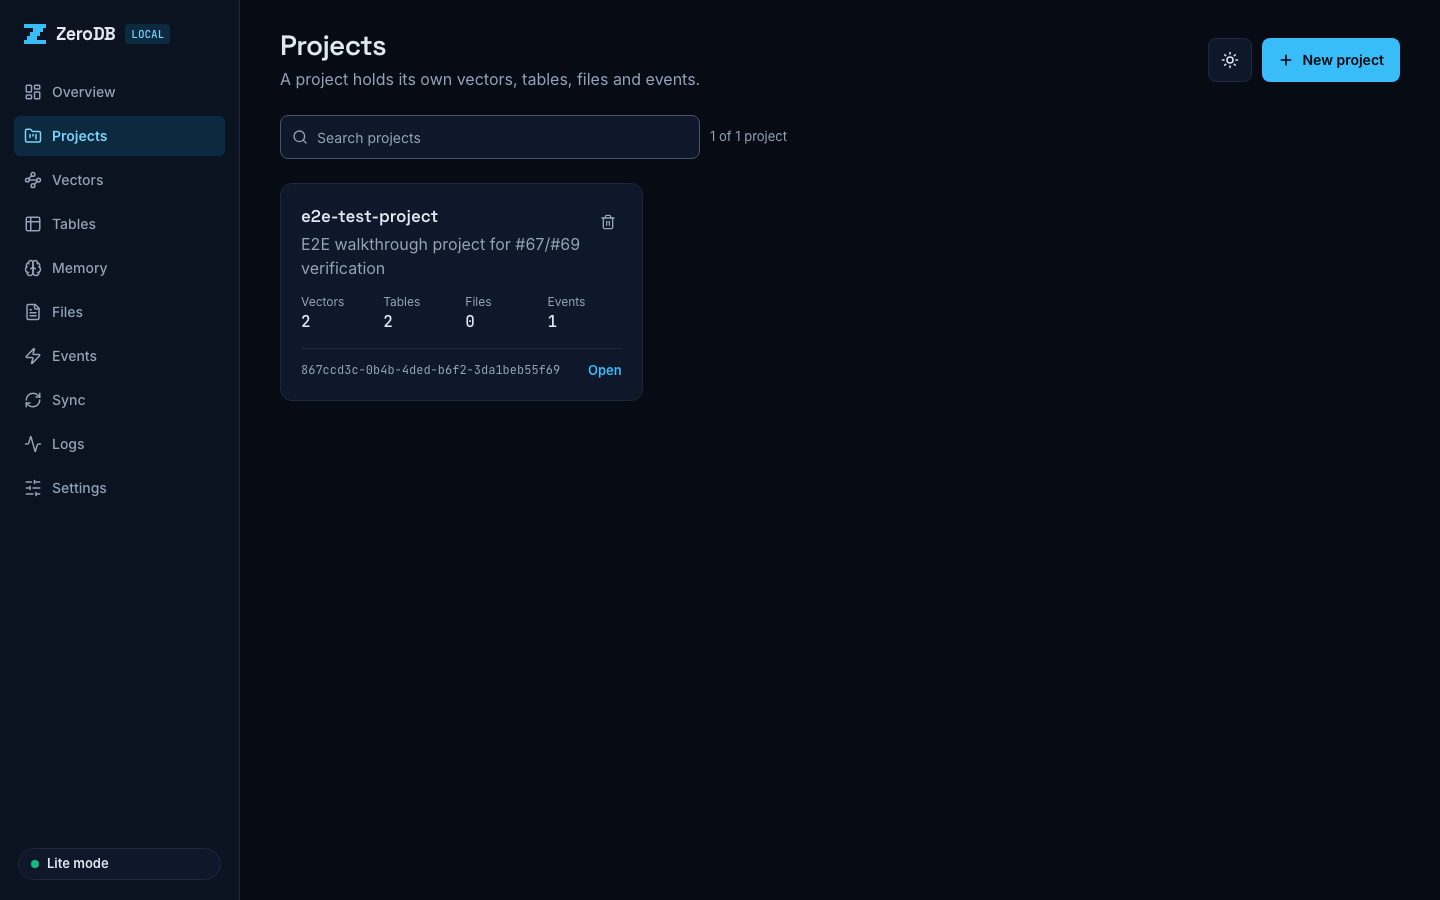 ZeroDB LOCAL
Overview
Projects
Vectors
Tables
Memory
Files
Events
Sync
Logs
Settings
Lite mode
Projects
A project holds its own vectors, tables, files and events.
New project
Search projects
1 of 1 project
e2e-test-project
E2E walkthrough project for #67/#69
verification
Vectors Tables Files Events
2 2 0 1
867ccd3c-0b4b-4ded-b6f2-3da1beb55f69 Open